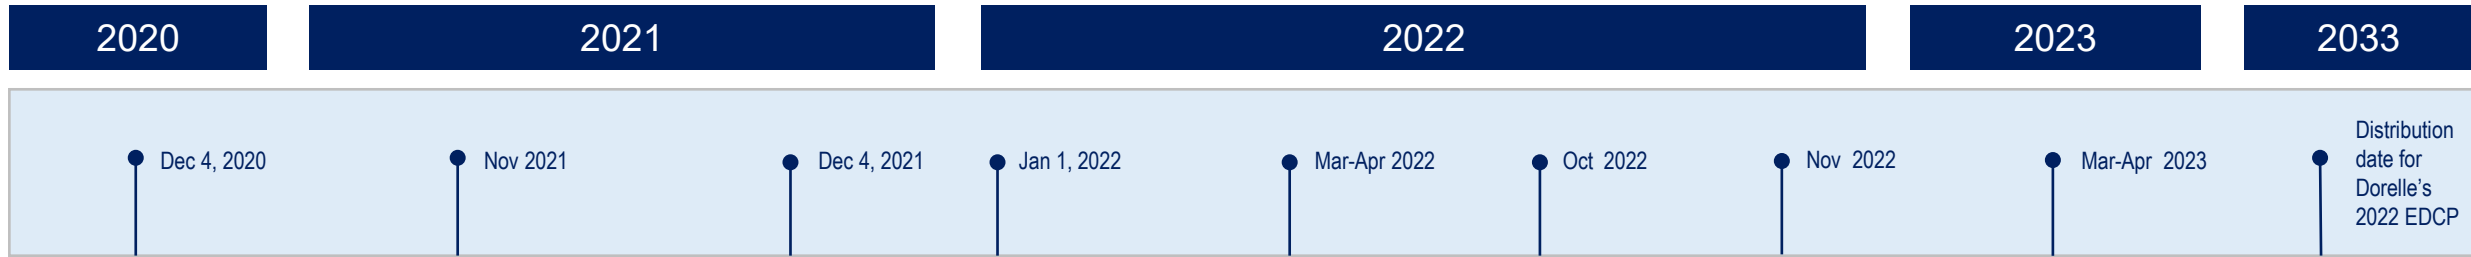 2020
2021
2022
2023
2033
Dec 4, 2020
Nov 2021
Dec 4, 2021
Jan 1, 2022
Mar-Apr 2022
Oct 2022
Nov 2022
Mar-Apr 2023
Distribution
date for
Dorelle's
2022 EDCP